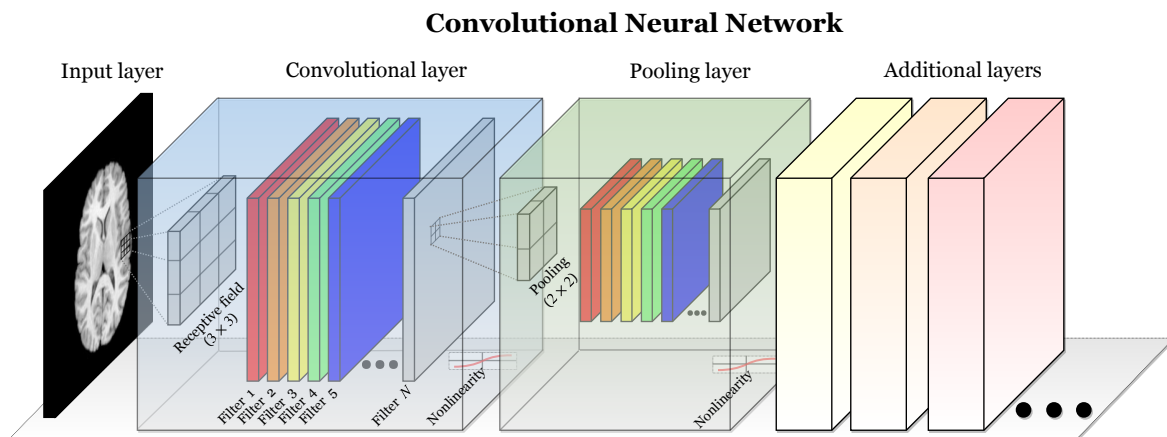 Convolutional Neural Network
Input layer
Convolutional layer
Pooling layer
Additional layers
Receptive field
(3 × 3)
Filter 1
Filter 2
Filter 3
Filter 4
Filter 5
Filter N
Nonlinearity
Pooling
(2 × 2)
Nonlinearity